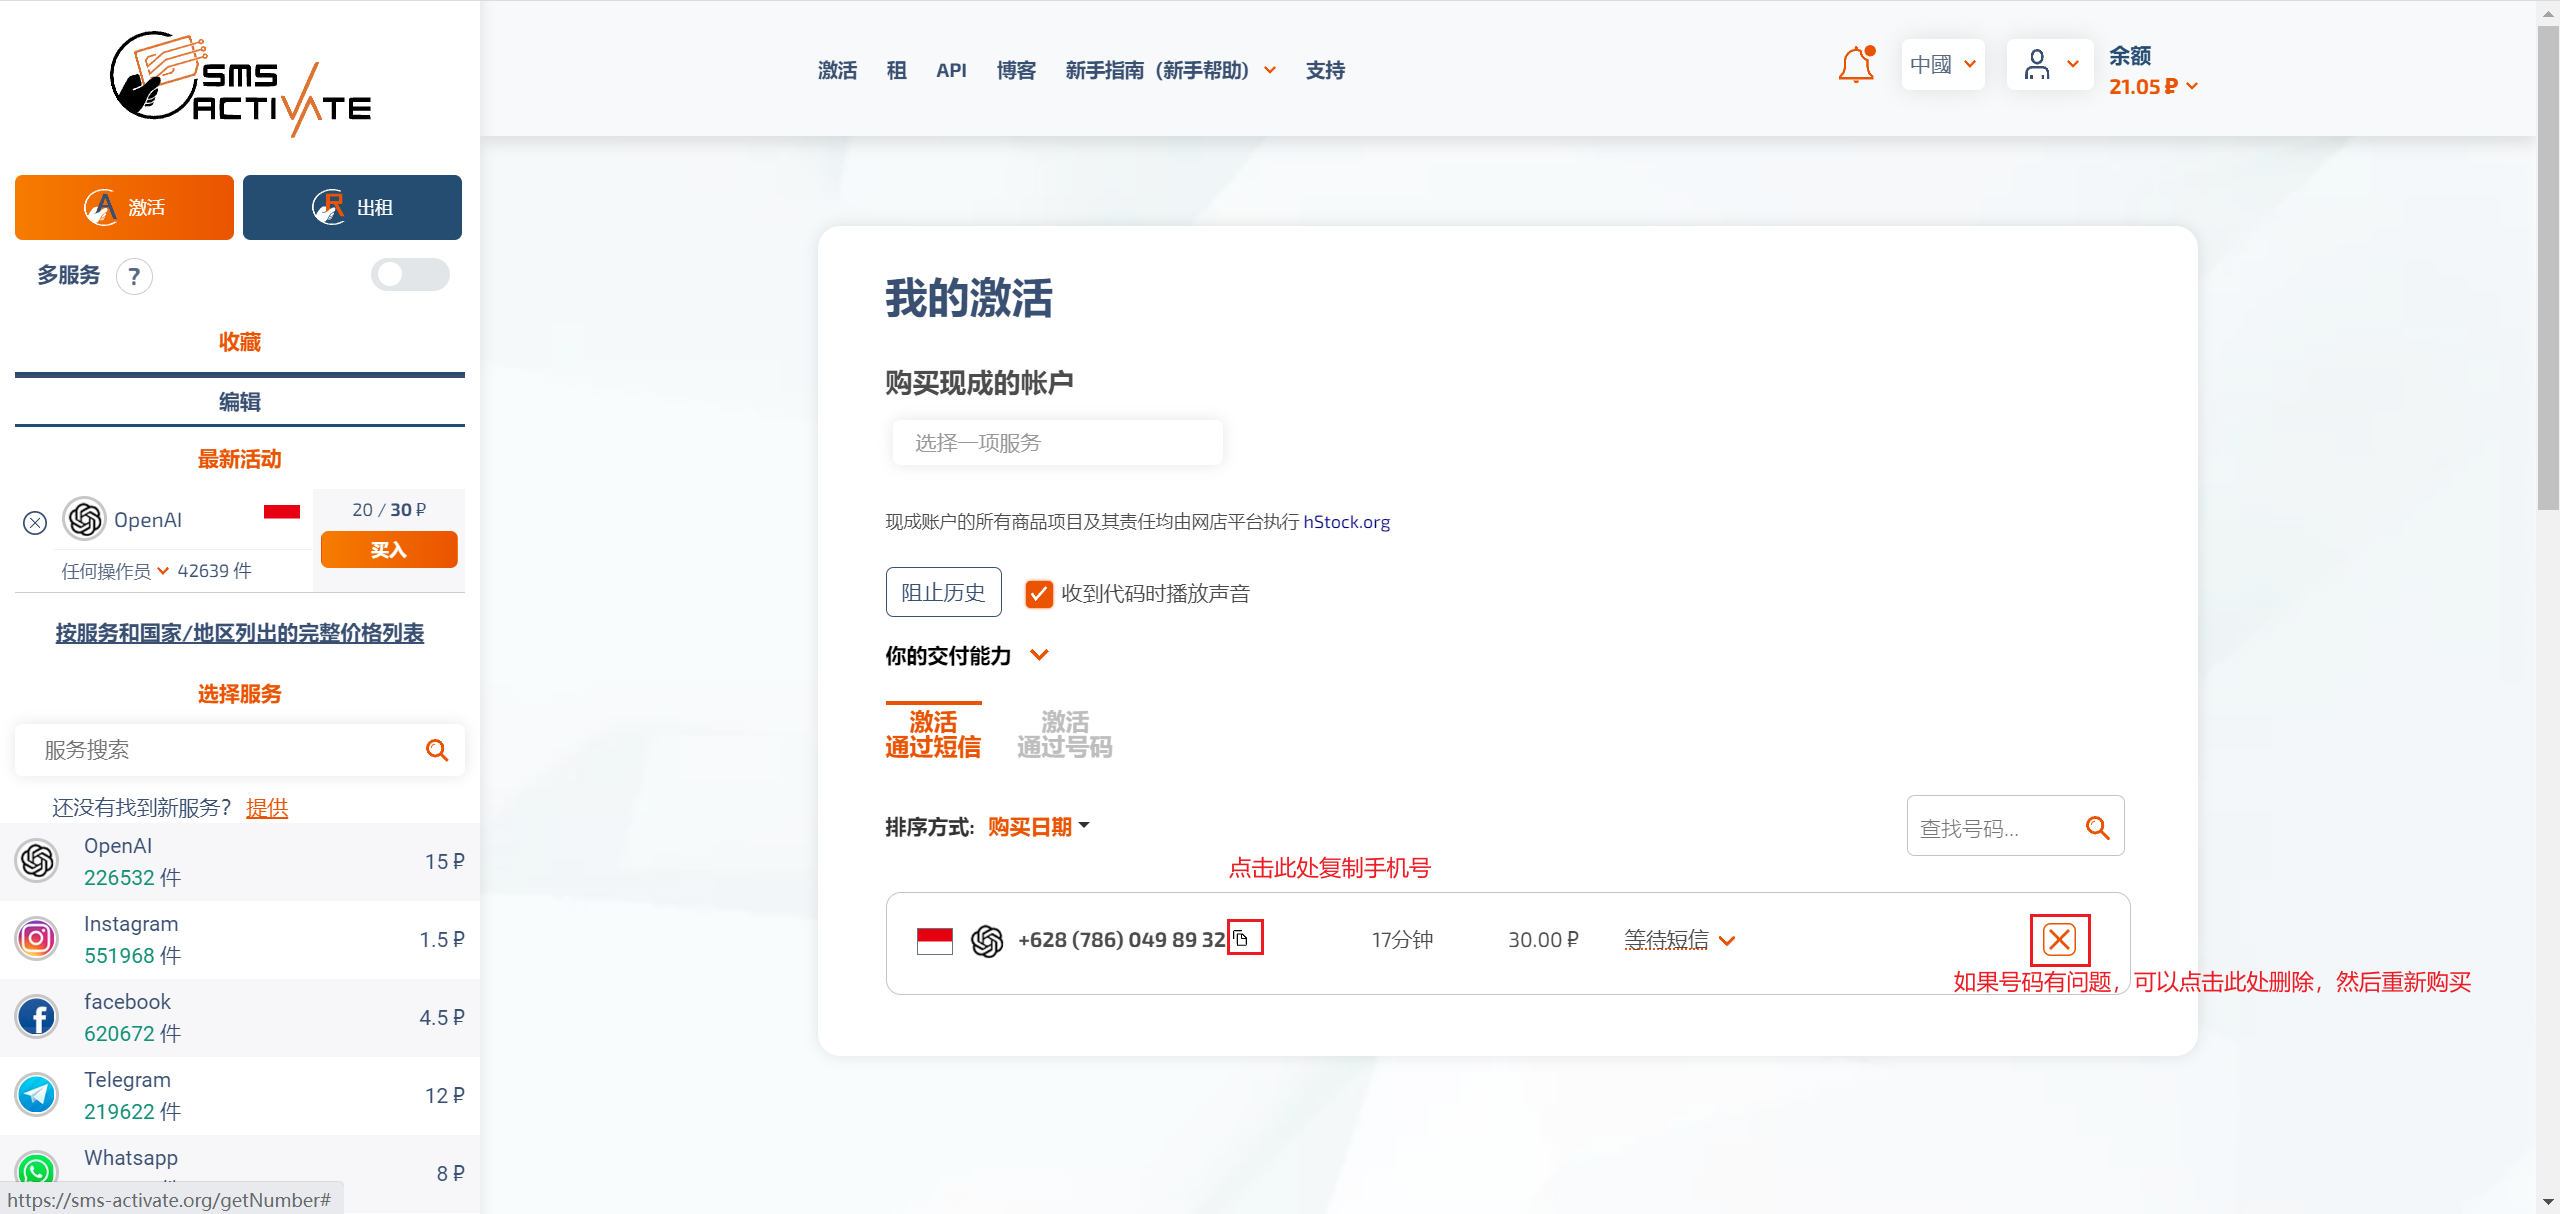 SMS
ACTIVATE
激活
租
API
博客
新手指南（新手帮助）
支持
中國
余额
21.05 ₽
激活
出租
多服务
?
收藏
编辑
最新活动
OpenAI
20 / 30 ₽
买入
任何操作员
42639 件
按服务和国家/地区列出的完整价格列表
选择服务
服务搜索
还没有找到新服务？ 提供
OpenAI
226532 件
15 ₽
Instagram
551968 件
1.5 ₽
facebook
620672 件
4.5 ₽
Telegram
219622 件
12 ₽
Whatsapp
8 ₽
https://sms-activate.org/getNumber#
我的激活
购买现成的帐户
选择一项服务
现成账户的所有商品项目及其责任均由网店平台执行 hStock.org
阻止历史
收到代码时播放声音
你的交付能力
激活
通过短信
激活
通过号码
排序方式: 购买日期
查找号码...
点击此处复制手机号
+628 (786) 049 89 32
17分钟
30.00 ₽
等待短信
如果号码有问题，可以点击此处删除，然后重新购买